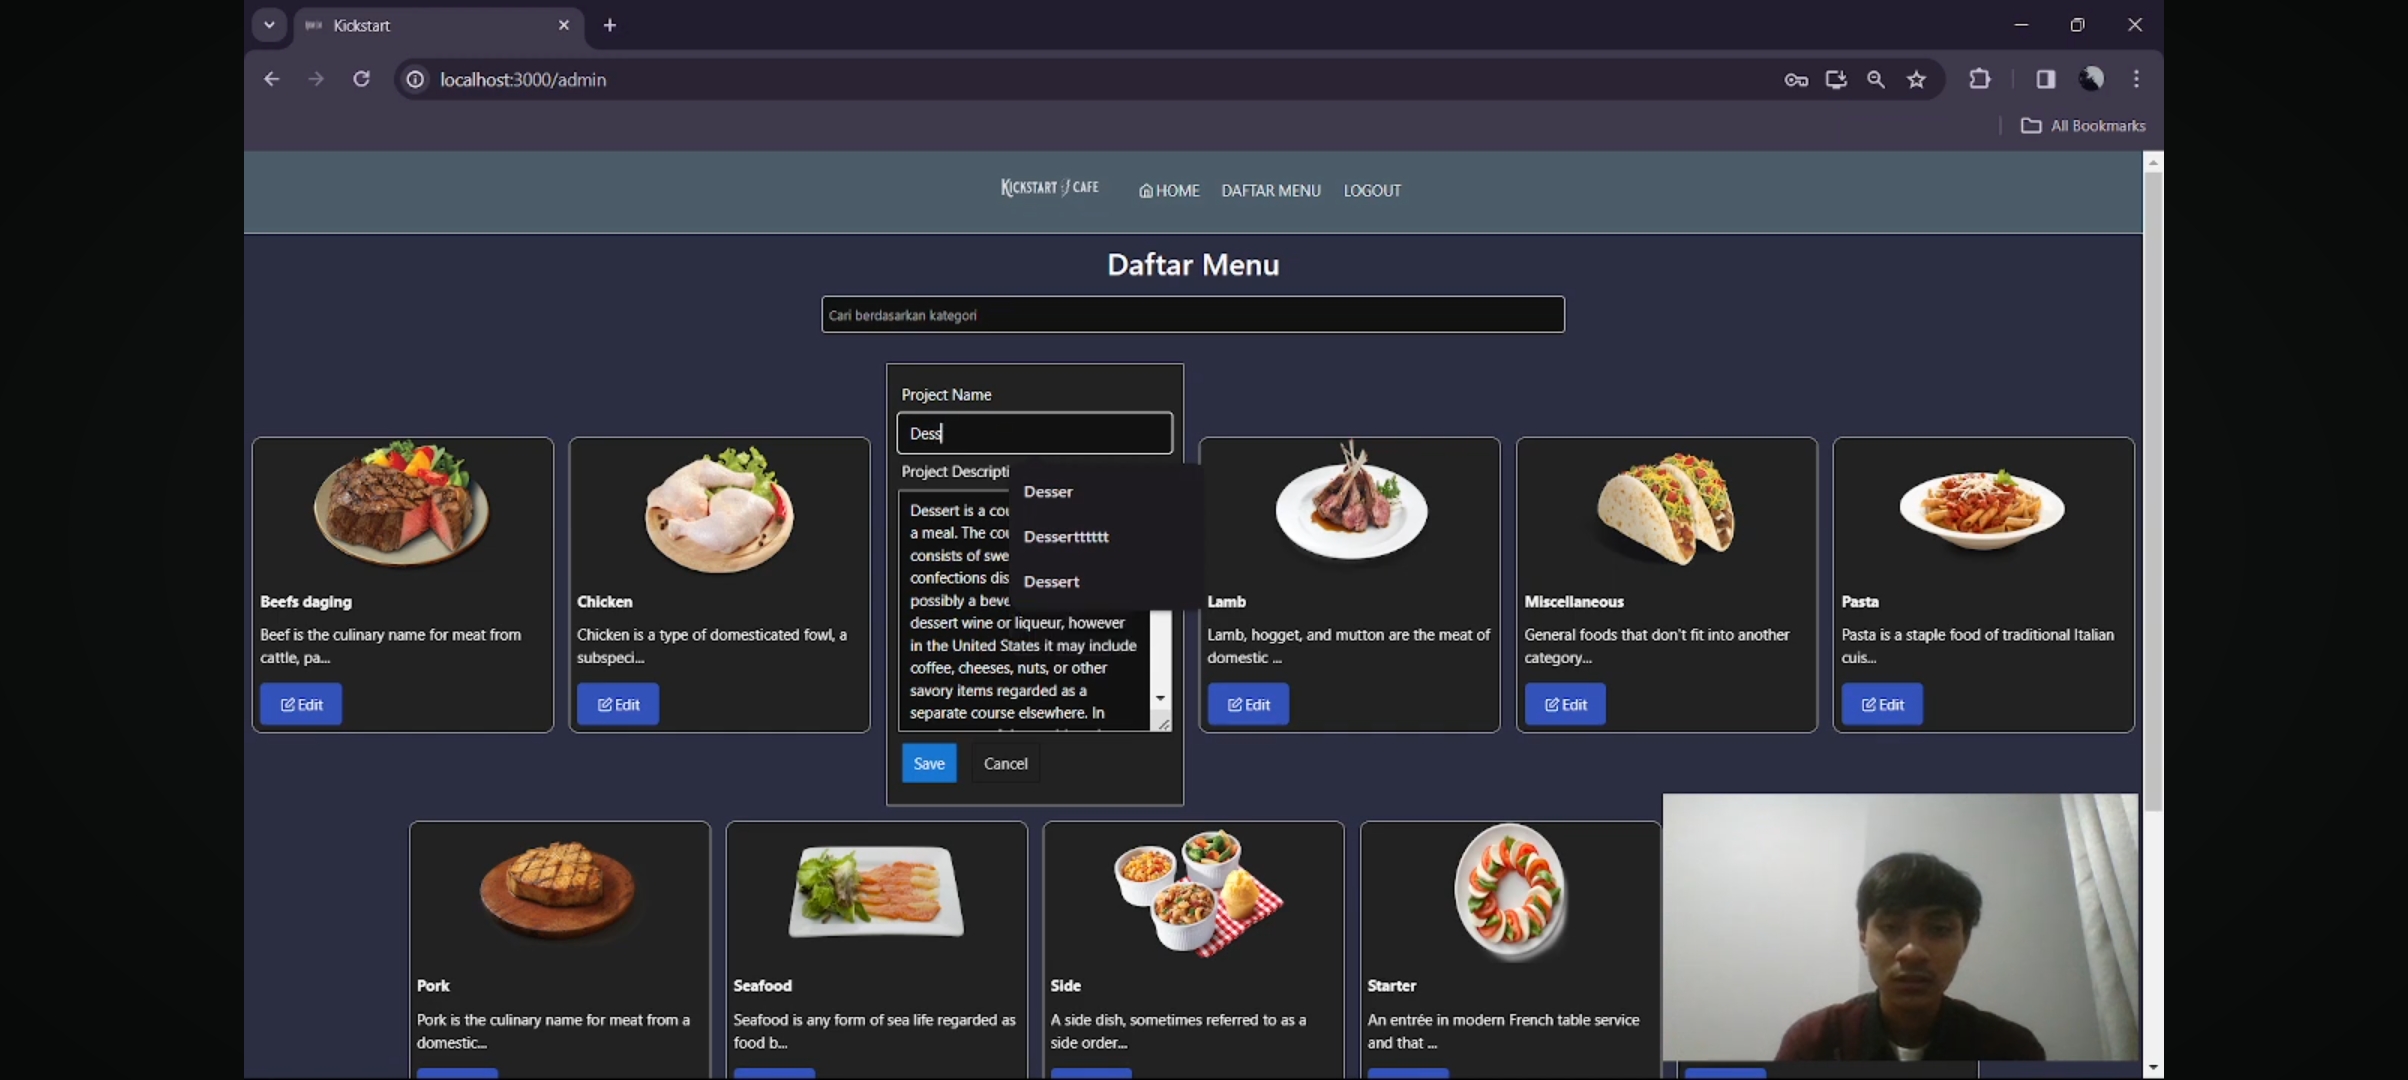 Kickstart
localhost:3000/admin
All Bookmarks
KICKSTART CAFE
HOME
DAFTAR MENU
LOGOUT
Daftar Menu
Cari berdasarkan kategori
Project Name
Dess
Project Descripti
Desser
Dessertttttt
Dessert
Dessert is a cou
a meal. The cou
consists of swe
confections dis
possibly a beve
dessert wine or liqueur, however
in the United States it may include
coffee, cheeses, nuts, or other
savory items regarded as a
separate course elsewhere. In
Save
Cancel
Beefs daging
Beef is the culinary name for meat from
cattle, pa...
Edit
Chicken
Chicken is a type of domesticated fowl, a
subspeci...
Edit
Lamb
Lamb, hogget, and mutton are the meat of
domestic ...
Edit
Miscellaneous
General foods that don't fit into another
category...
Edit
Pasta
Pasta is a staple food of traditional Italian
cuis...
Edit
Pork
Pork is the culinary name for meat from a
domestic...
Seafood
Seafood is any form of sea life regarded as
food b...
Side
A side dish, sometimes referred to as a
side order...
Starter
An entrée in modern French table service
and that ...